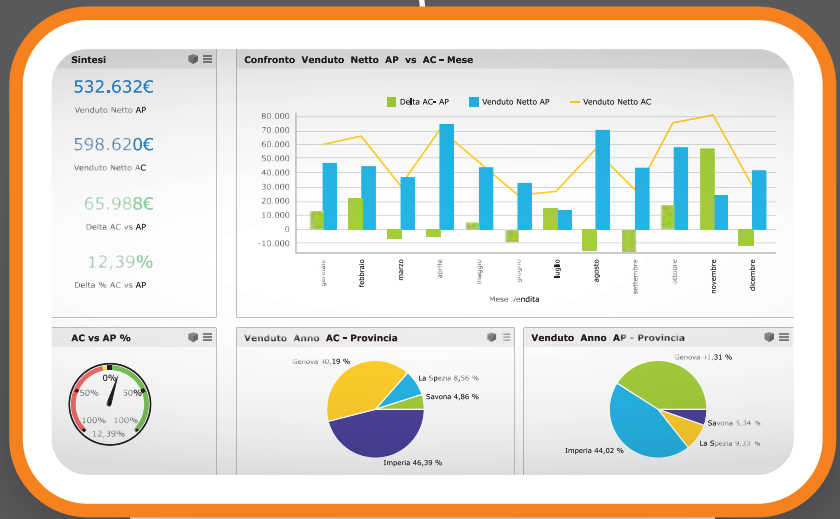 Sintesi
532.632€
Venduto Netto AP
598.620€
Venduto Netto AC
65.988€
Delta AC vs AP
12,39%
Delta % AC vs AP
Confronto Venduto Netto AP vs AC - Mese
Delta AC- AP
Venduto Netto AP
Venduto Netto AC
80.000
70.000
60.000
50.000
40.000
30.000
20.000
10.000
0
-10.000
gennaio
febbraio
marzo
aprile
maggio
giugno
luglio
agosto
settembre
ottobre
novembre
dicembre
Mese Vendita
AC vs AP %
0%
50%
50%
100%
100%
12,39%
Venduto Anno AC - Provincia
Genova 40,19 %
La Spezia 8,56 %
Savona 4,86 %
Imperia 46,39 %
Venduto Anno AP - Provincia
Genova 41,31 %
Savona 5,34 %
La Spezia 9,33 %
Imperia 44,02 %